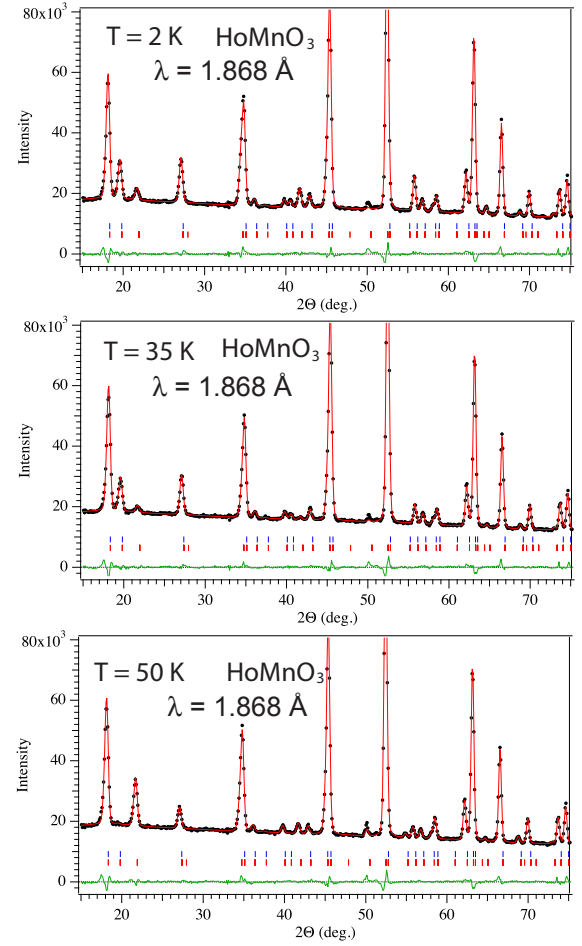 80x10³
60
40
20
0
Intensity
T = 2 K HoMnO₃
λ = 1.868 Å
20 30 40 50 60 70
2Θ (deg.)
80x10³
60
40
20
0
Intensity
T = 35 K HoMnO₃
λ = 1.868 Å
20 30 40 50 60 70
2Θ (deg.)
80x10³
60
40
20
0
Intensity
T = 50 K HoMnO₃
λ = 1.868 Å
20 30 40 50 60 70
2Θ (deg.)